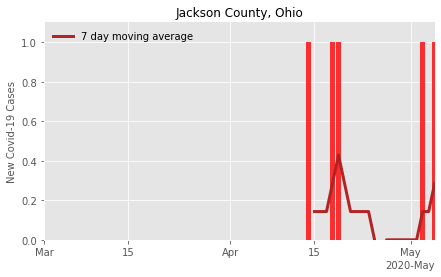 Jackson County, Ohio
7 day moving average
New Covid-19 Cases
1.0
0.8
0.6
0.4
0.2
0.0
Mar 15 Apr 15 May
2020-May